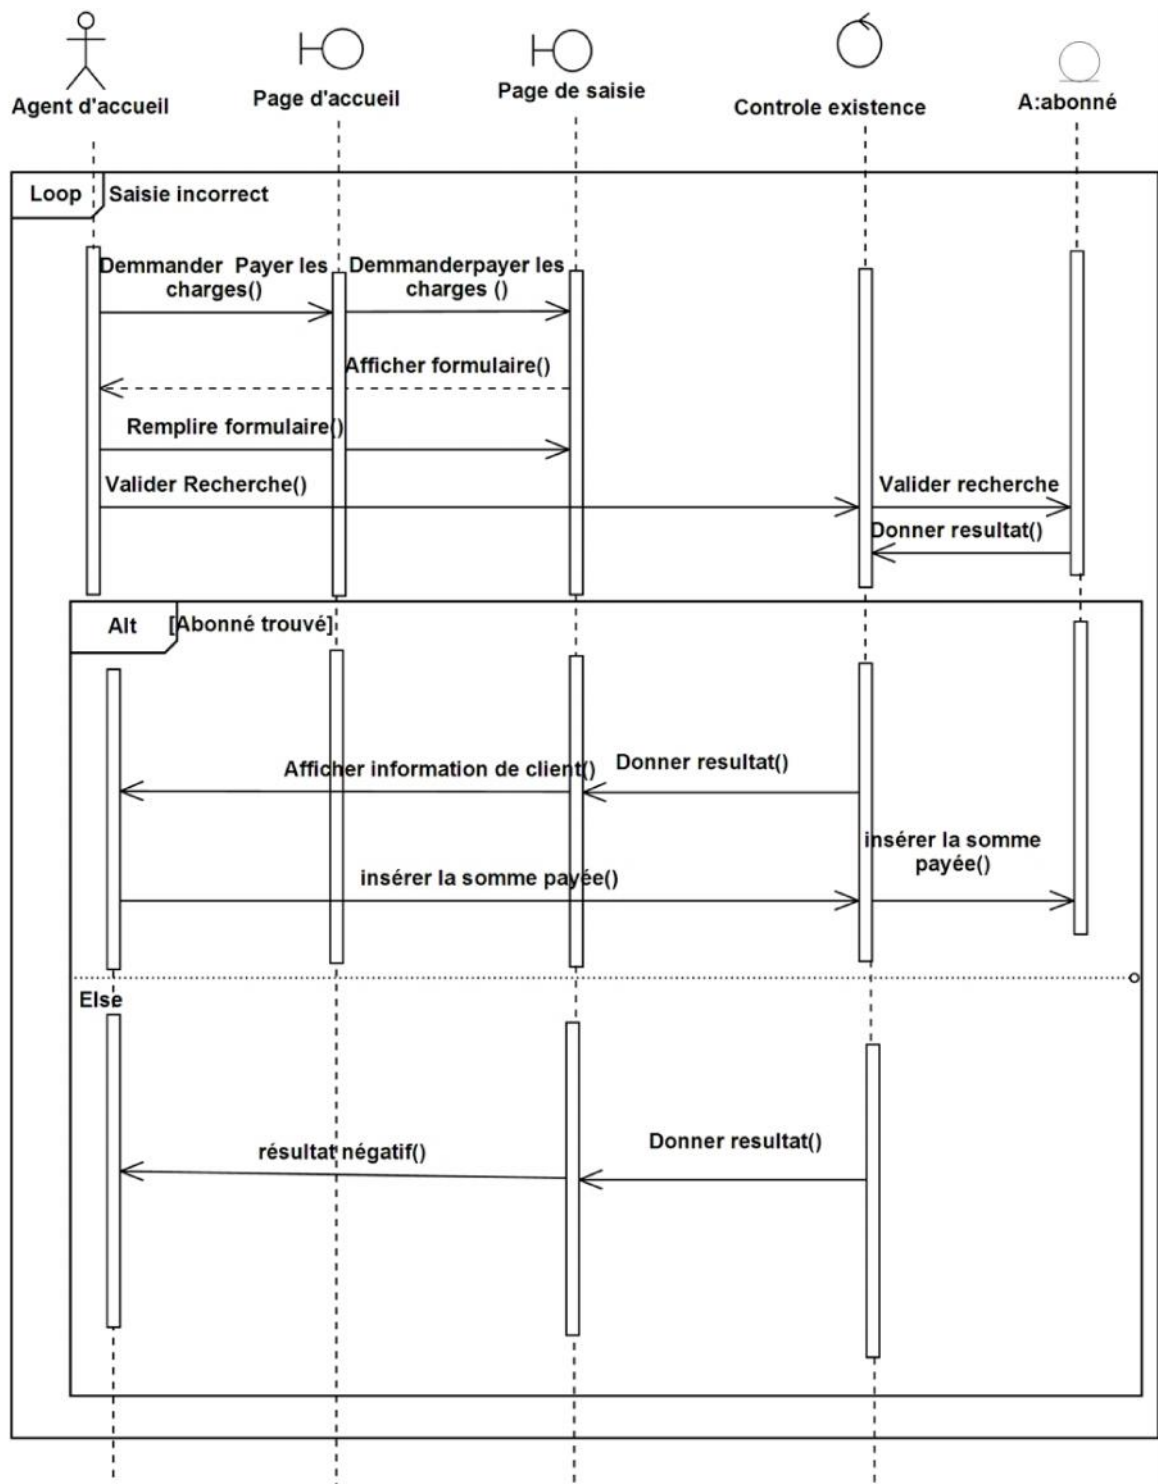 Agent d'accueil
Page d'accueil
Page de saisie
Controle existence
A:abonné
Loop
Saisie incorrect
Demmander Payer les
charges()
Demmanderpayer les
charges ()
Afficher formulaire()
Remplire formulaire()
Valider Recherche()
Valider recherche
Donner resultat()
Alt
[Abonné trouvé]
Donner resultat()
Afficher information de client()
insérer la somme
payée()
insérer la somme payée()
Else
Donner resultat()
résultat négatif()